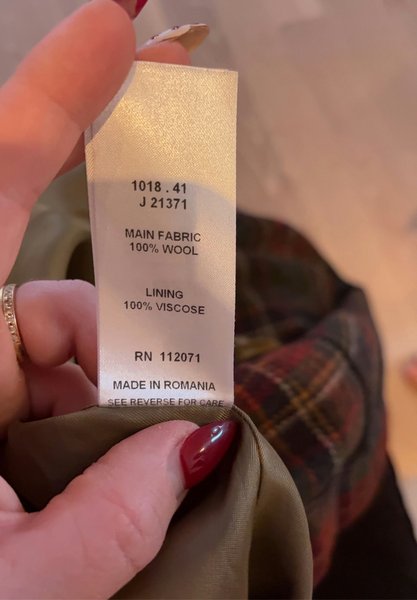 1018 . 41
J 21371
MAIN FABRIC
100% WOOL
LINING
100% VISCOSE
RN 112071
MADE IN ROMANIA
SEE REVERSE FOR CARE